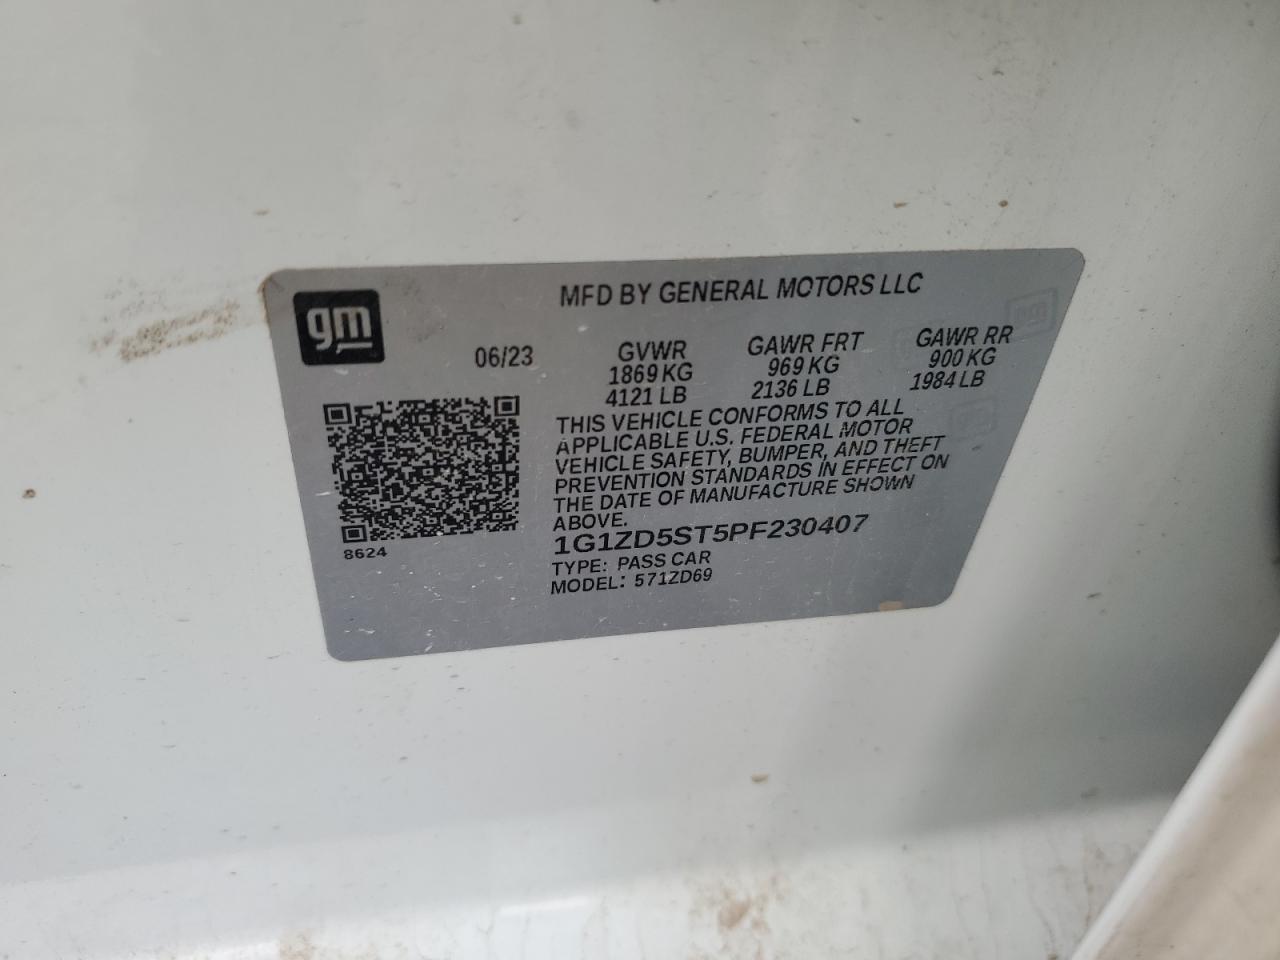 MFD BY GENERAL MOTORS LLC
gm
06/23
GVWR GAWR FRT GAWR RR
1869 KG 969 KG 900 KG
4121 LB 2136 LB 1984 LB
THIS VEHICLE CONFORMS TO ALL
APPLICABLE U.S. FEDERAL MOTOR
VEHICLE SAFETY, BUMPER, AND THEFT
PREVENTION STANDARDS IN EFFECT ON
THE DATE OF MANUFACTURE SHOWN
ABOVE.
1G1ZD5ST5PF230407
8624
TYPE: PASS CAR
MODEL: 571ZD69